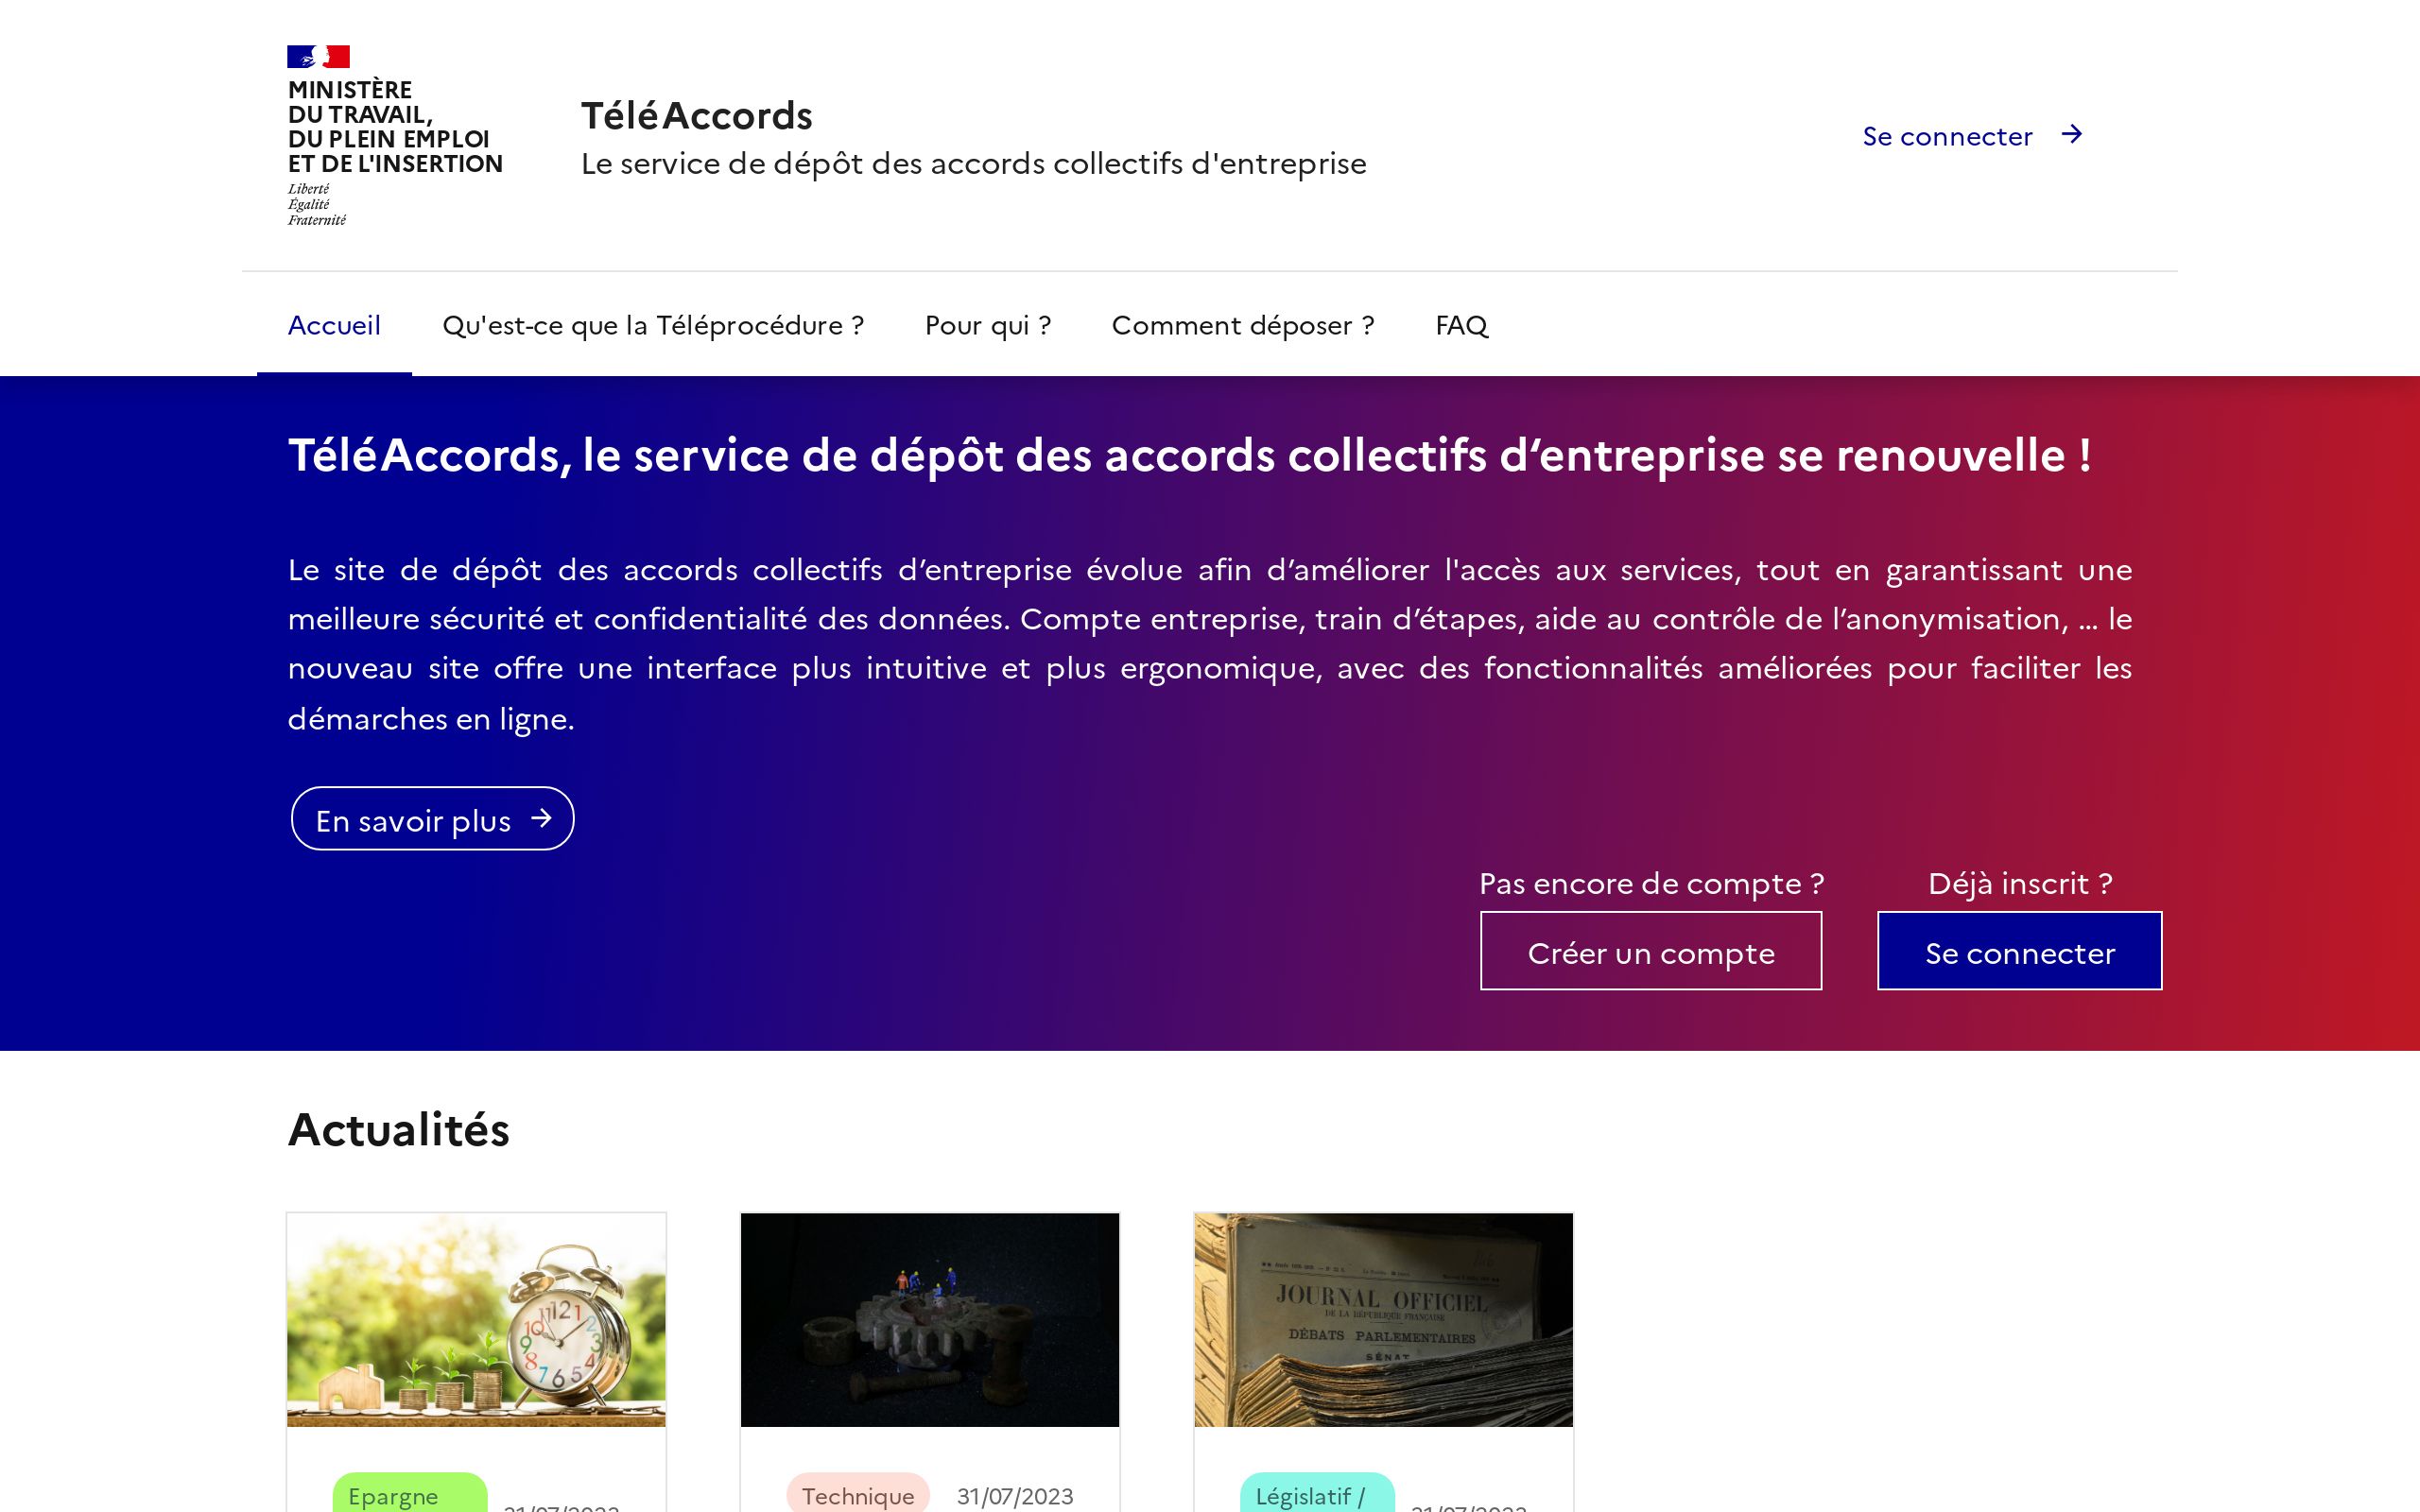 MINISTÈRE
DU TRAVAIL,
DU PLEIN EMPLOI
ET DE L'INSERTION
Liberté
Égalité
Fraternité
TéléAccords
Le service de dépôt des accords collectifs d'entreprise
Se connecter
Accueil
Qu'est-ce que la Téléprocédure ?
Pour qui ?
Comment déposer ?
FAQ
TéléAccords, le service de dépôt des accords collectifs d’entreprise se renouvelle !
Le site de dépôt des accords collectifs d’entreprise évolue afin d’améliorer l'accès aux services, tout en garantissant une
meilleure sécurité et confidentialité des données. Compte entreprise, train d’étapes, aide au contrôle de l’anonymisation, ... le
nouveau site offre une interface plus intuitive et plus ergonomique, avec des fonctionnalités améliorées pour faciliter les
démarches en ligne.
En savoir plus
Pas encore de compte ?
Créer un compte
Déjà inscrit ?
Se connecter
Actualités
JOURNAL OFFICIEL
DE LA RÉPUBLIQUE FRANÇAISE
DÉBATS PARLEMENTAIRES
SÉNAT
Epargne
31/07/2023
Technique
31/07/2023
Législatif /
31/07/2023